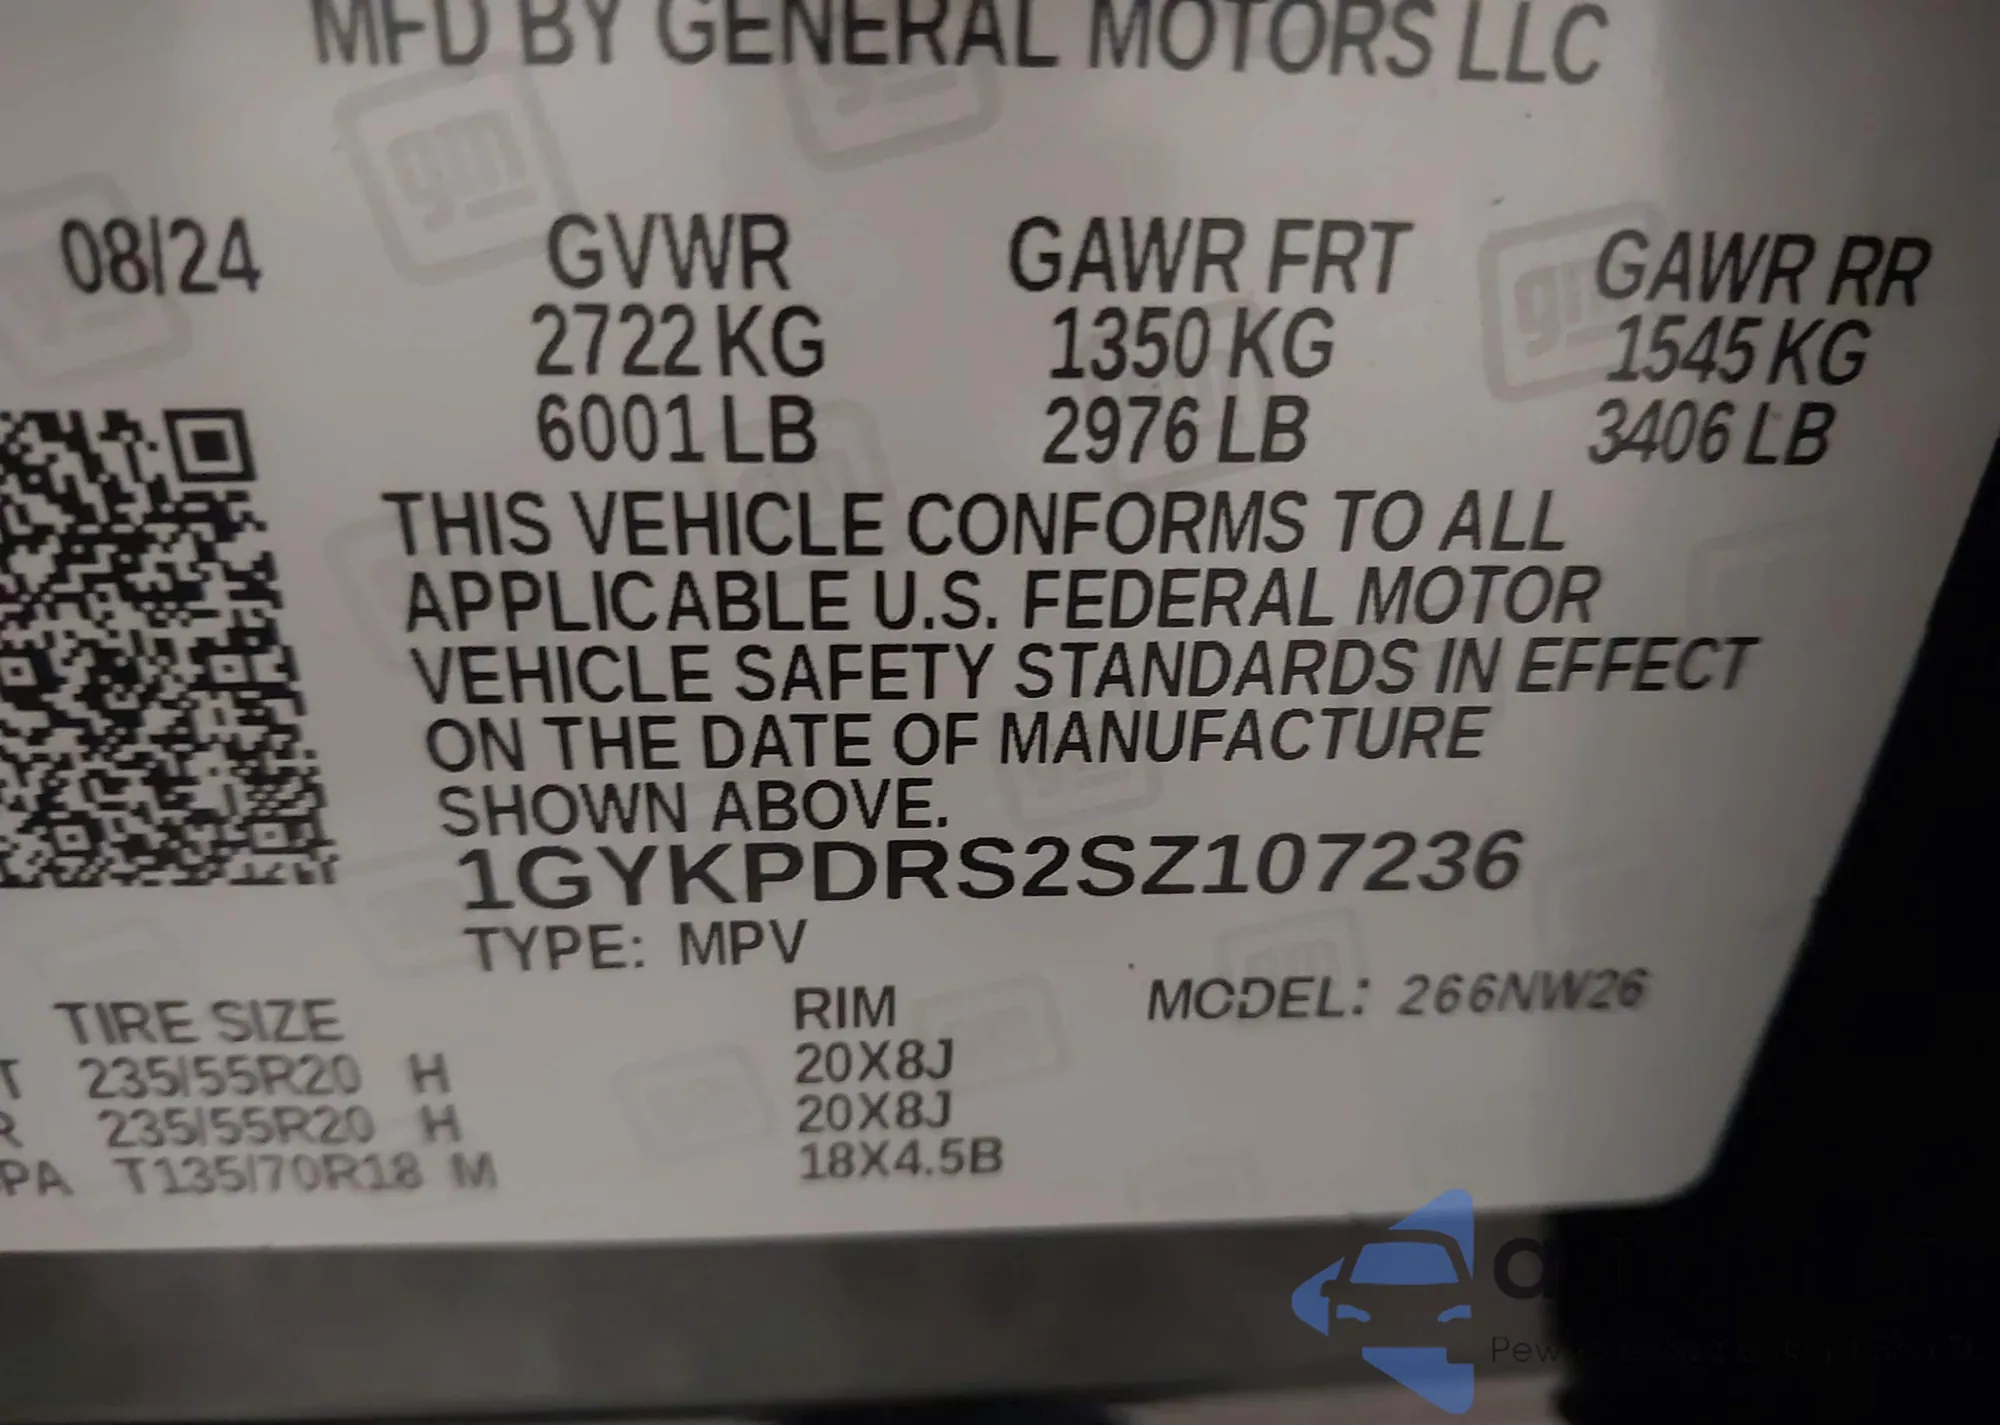 MFD BY GENERAL MOTORS LLC
08/24 GVWR GAWR FRT GAWR RR
2722 KG 1350 KG 1545 KG
6001 LB 2976 LB 3406 LB
THIS VEHICLE CONFORMS TO ALL
APPLICABLE U.S. FEDERAL MOTOR
VEHICLE SAFETY STANDARDS IN EFFECT
ON THE DATE OF MANUFACTURE
SHOWN ABOVE.
1GYKPDRS2SZ107236
TYPE: MPV
TIRE SIZE RIM MODEL: 266NW26
T 235/55R20 H 20X8J
R 235/55R20 H 20X8J
PA T135/70R18 M 18X4.5B